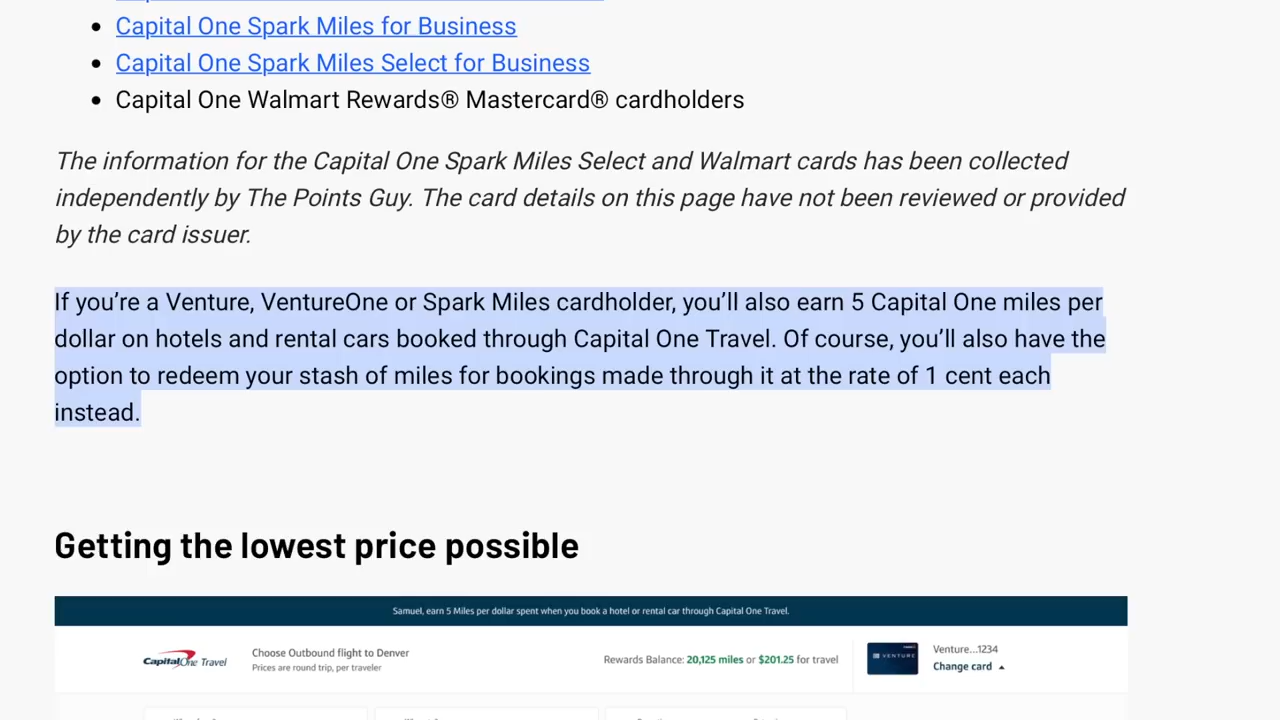 Capital One Spark Miles for Business
Capital One Spark Miles Select for Business
Capital One Walmart Rewards® Mastercard® cardholders
The information for the Capital One Spark Miles Select and Walmart cards has been collected
independently by The Points Guy. The card details on this page have not been reviewed or provided
by the card issuer.
If you’re a Venture, VentureOne or Spark Miles cardholder, you’ll also earn 5 Capital One miles per
dollar on hotels and rental cars booked through Capital One Travel. Of course, you’ll also have the
option to redeem your stash of miles for bookings made through it at the rate of 1 cent each
instead.
Getting the lowest price possible
Samuel, earn 5 Miles per dollar spent when you book a hotel or rental car through Capital One Travel.
Capital One Travel
Choose Outbound flight to Denver
Prices are round trip, per traveler
Rewards Balance: 20,125 miles or $201.25 for travel
VENTURE
Venture...1234
Change card